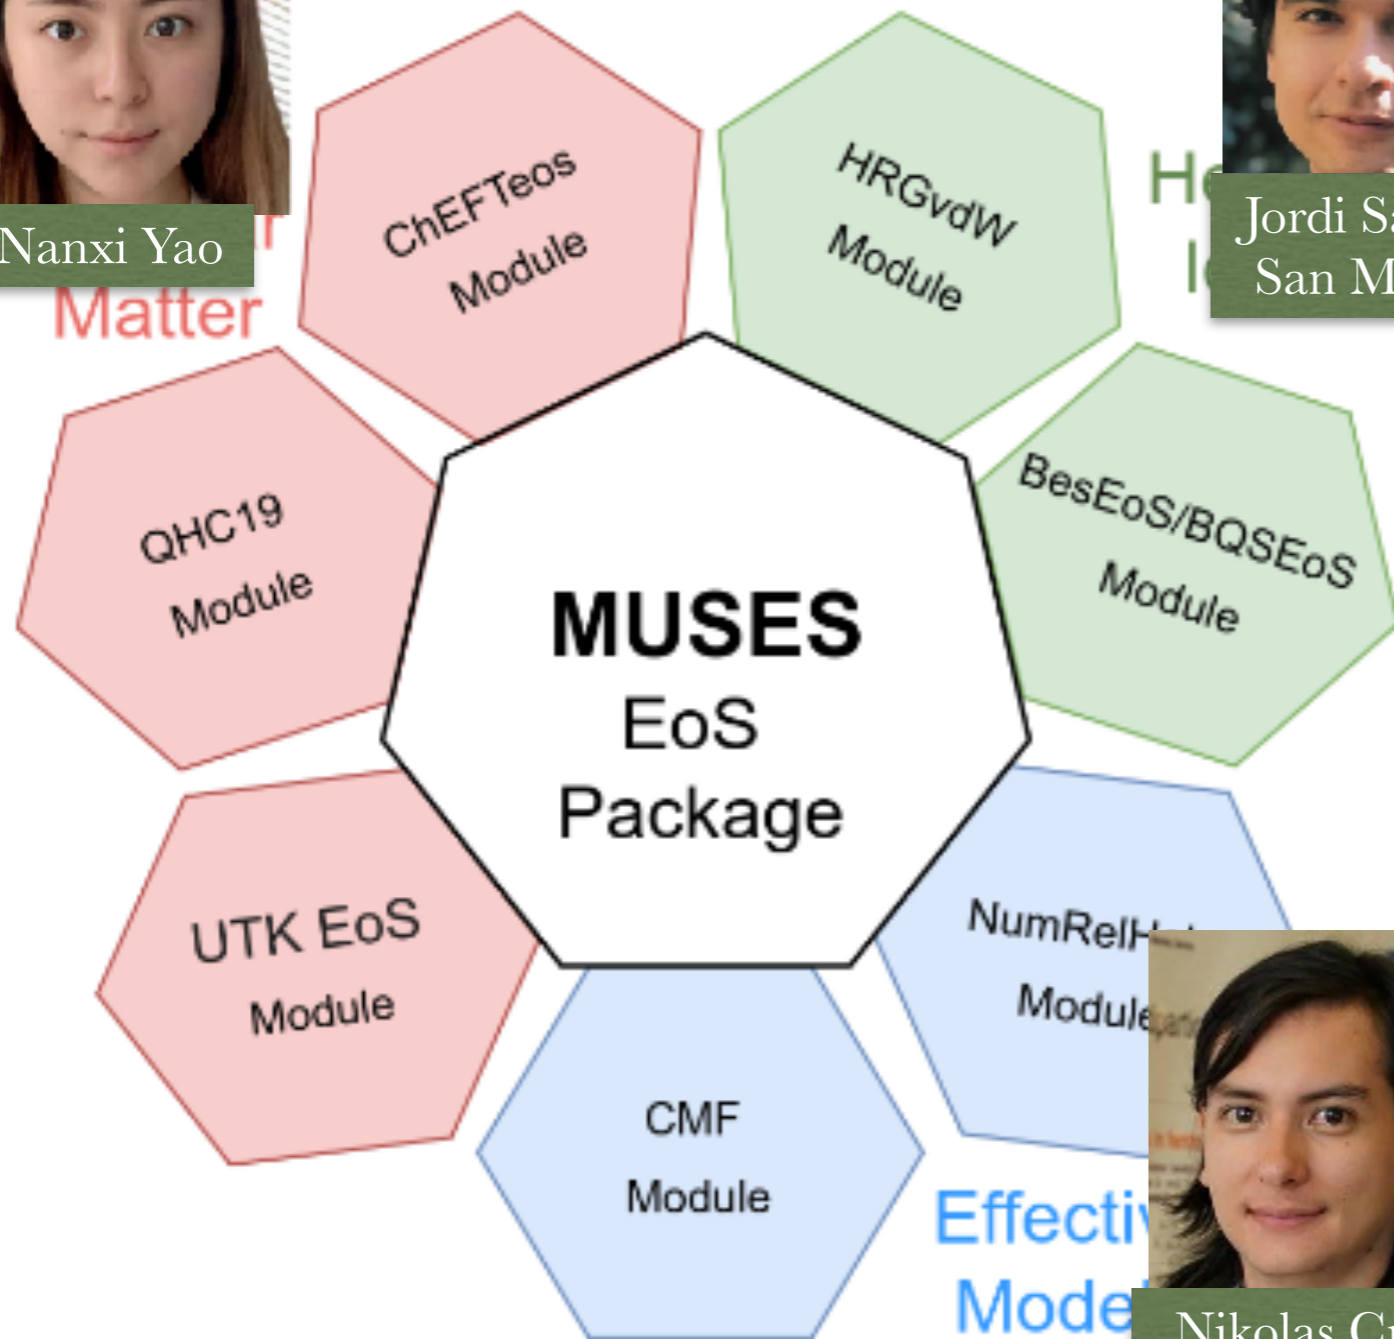 Nanxi Yao
Matter
ChEFTeos
Module
HRGvdW
Module
Jordi
San
QHC19
Module
BesEoS/BQSEoS
Module
MUSES
EoS
Package
UTK EoS
Module
Module
CMF
Module
Nikolas